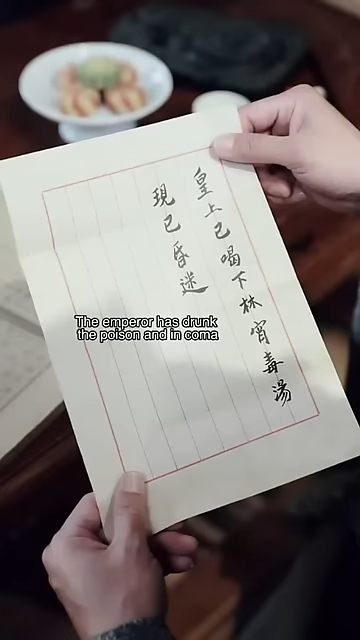 皇上已喝下林宵毒湯
現已昏迷
The emperor has drunk
the poison and in coma